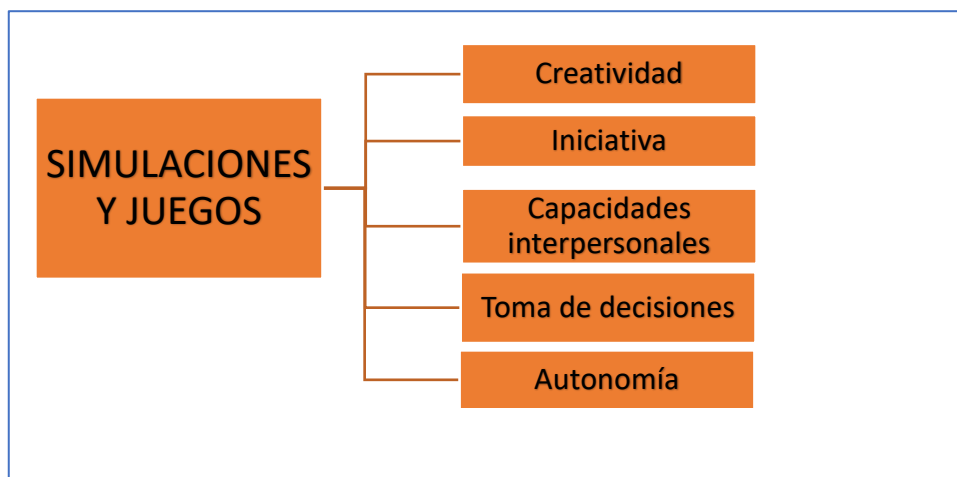 SIMULACIONES
Y JUEGOS
Creatividad
Iniciativa
Capacidades
interpersonales
Toma de decisiones
Autonomía